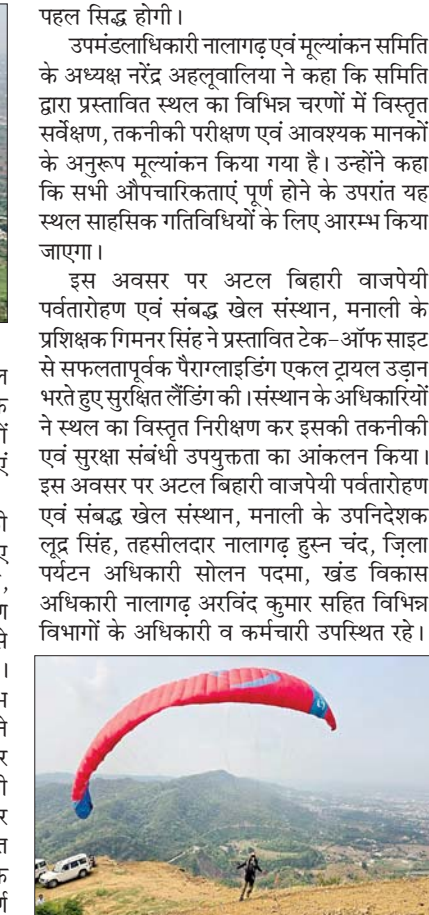 पहल सिद्ध होगी।
उपमंडलाधिकारी नालागढ़ एवं मूल्यांकन समिति
के अध्यक्ष नरेंद्र अहलूवालिया ने कहा कि समिति
द्वारा प्रस्तावित स्थल का विभिन्न चरणों में विस्तृत
सर्वेक्षण, तकनीकी परीक्षण एवं आवश्यक मानकों
के अनुरूप मूल्यांकन किया गया है। उन्होंने कहा
कि सभी औपचारिकताएं पूर्ण होने के उपरांत यह
स्थल साहसिक गतिविधियों के लिए आरम्भ किया
जाएगा।
इस अवसर पर अटल बिहारी वाजपेयी
पर्वतारोहण एवं संबद्ध खेल संस्थान, मनाली के
प्रशिक्षक गिमनर सिंह ने प्रस्तावित टेक-ऑफ साइट
से सफलतापूर्वक पैराग्लाइडिंग एकल ट्रायल उड़ान
भरते हुए सुरक्षित लैंडिंग की।संस्थान के अधिकारियों
ने स्थल का विस्तृत निरीक्षण कर इसकी तकनीकी
एवं सुरक्षा संबंधी उपयुक्तता का आंकलन किया।
इस अवसर पर अटल बिहारी वाजपेयी पर्वतारोहण
एवं संबद्ध खेल संस्थान, मनाली के उपनिदेशक
लूद्र सिंह, तहसीलदार नालागढ़ हुस्न चंद, ज़िला
पर्यटन अधिकारी सोलन पदमा, खंड विकास
अधिकारी नालागढ़ अरविंद कुमार सहित विभिन्न
विभागों के अधिकारी व कर्मचारी उपस्थित रहे।